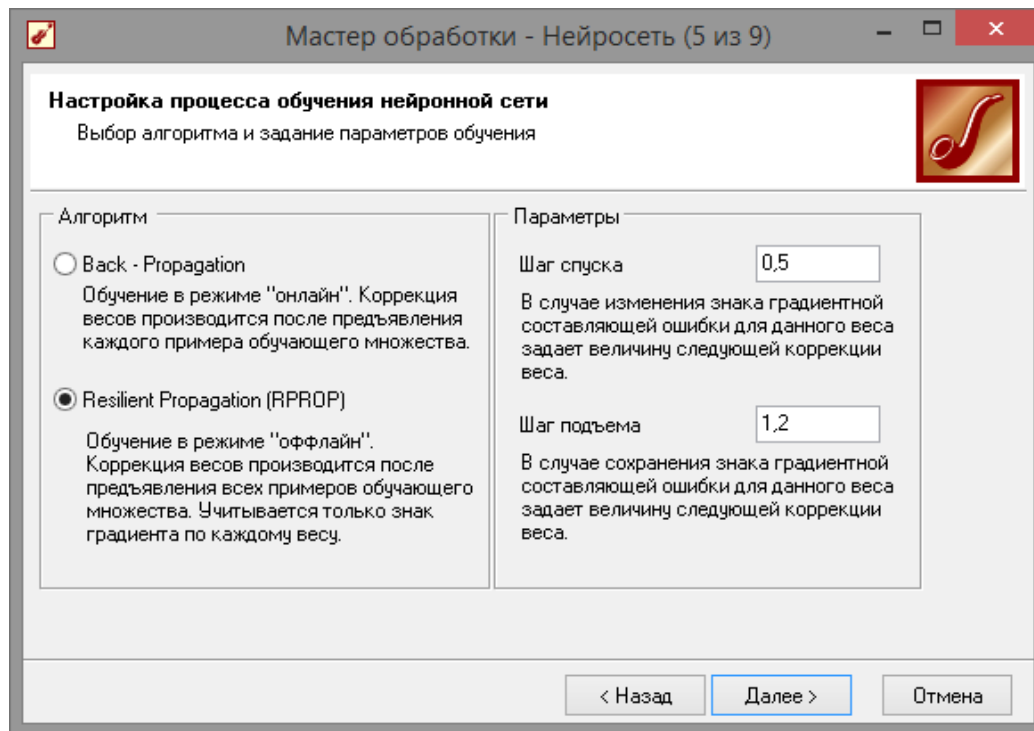 Мастер обработки - Нейросеть (5 из 9)
Настройка процесса обучения нейронной сети
Выбор алгоритма и задание параметров обучения
Алгоритм
Back - Propagation
Обучение в режиме "онлайн". Коррекция
весов производится после предъявления
каждого примера обучающего множества.
Resilient Propagation (RPROP)
Обучение в режиме "оффлайн".
Коррекция весов производится после
предъявления всех примеров обучающего
множества. Учитывается только знак
градиента по каждому весу.
Параметры
Шаг спуска 0,5
В случае изменения знака градиентной
составляющей ошибки для данного веса
задает величину следующей коррекции
веса.
Шаг подъема 1,2
В случае сохранения знака градиентной
составляющей ошибки для данного веса
задает величину следующей коррекции
веса.
< Назад Далее > Отмена